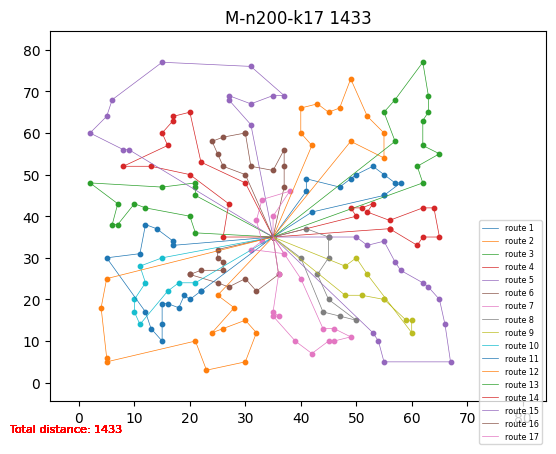 M-n200-k17 1433
80
70
60
50
40
30
20
10
0
0
10
20
30
40
50
60
70
80
route 1
route 2
route 3
route 4
route 5
route 6
route 7
route 8
route 9
route 10
route 11
route 12
route 13
route 14
route 15
route 16
route 17
Total distance: 1433